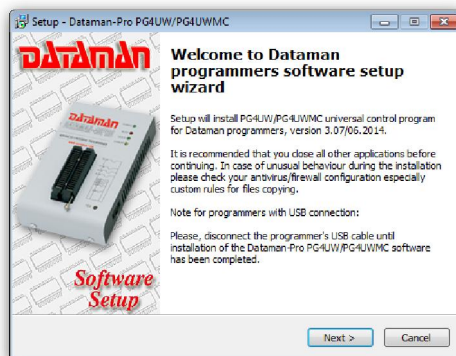 Setup - Dataman-Pro PG4UW/PG4UWMC
DATAMAN
Welcome to Dataman
programmers software setup
wizard
Setup will install PG4UW/PG4UWMC universal control program
for Dataman programmers, version 3.07/06.2014.
It is recommended that you close all other applications before
continuing. In case of unusual behaviour during the installation
please check your antivirus/firewall configuration especially
custom rules for files copying.
Note for programmers with USB connection:
Please, disconnect the programmer's USB cable until
installation of the Dataman-Pro PG4UW/PG4UWMC software
has been completed.
DATAMAN
Software
Setup
Next >
Cancel